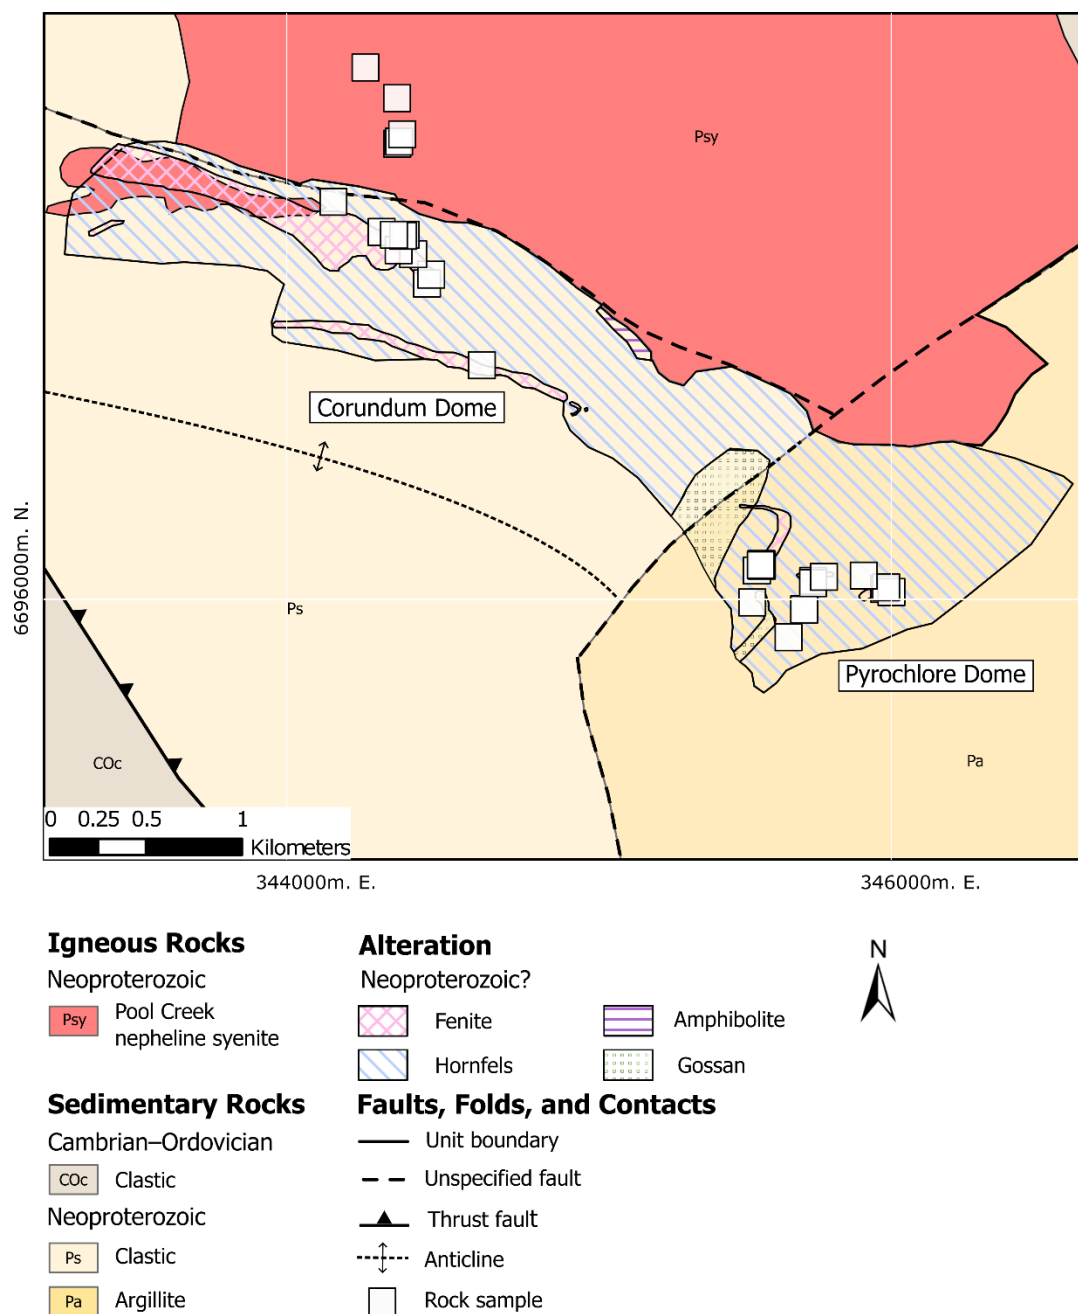 Psy
Corundum Dome
6696000m. N.
Ps
Pyrochlore Dome
COc
Pa
0 0.25 0.5 1
Kilometers
344000m. E. 346000m. E.
N
Igneous Rocks
Neoproterozoic
Psy Pool Creek
nepheline syenite
Alteration
Neoproterozoic?
Fenite Amphibolite
Hornfels Gossan
Sedimentary Rocks
Cambrian–Ordovician
COc Clastic
Neoproterozoic
Ps Clastic
Pa Argillite
Faults, Folds, and Contacts
Unit boundary
Unspecified fault
Thrust fault
Anticline
Rock sample